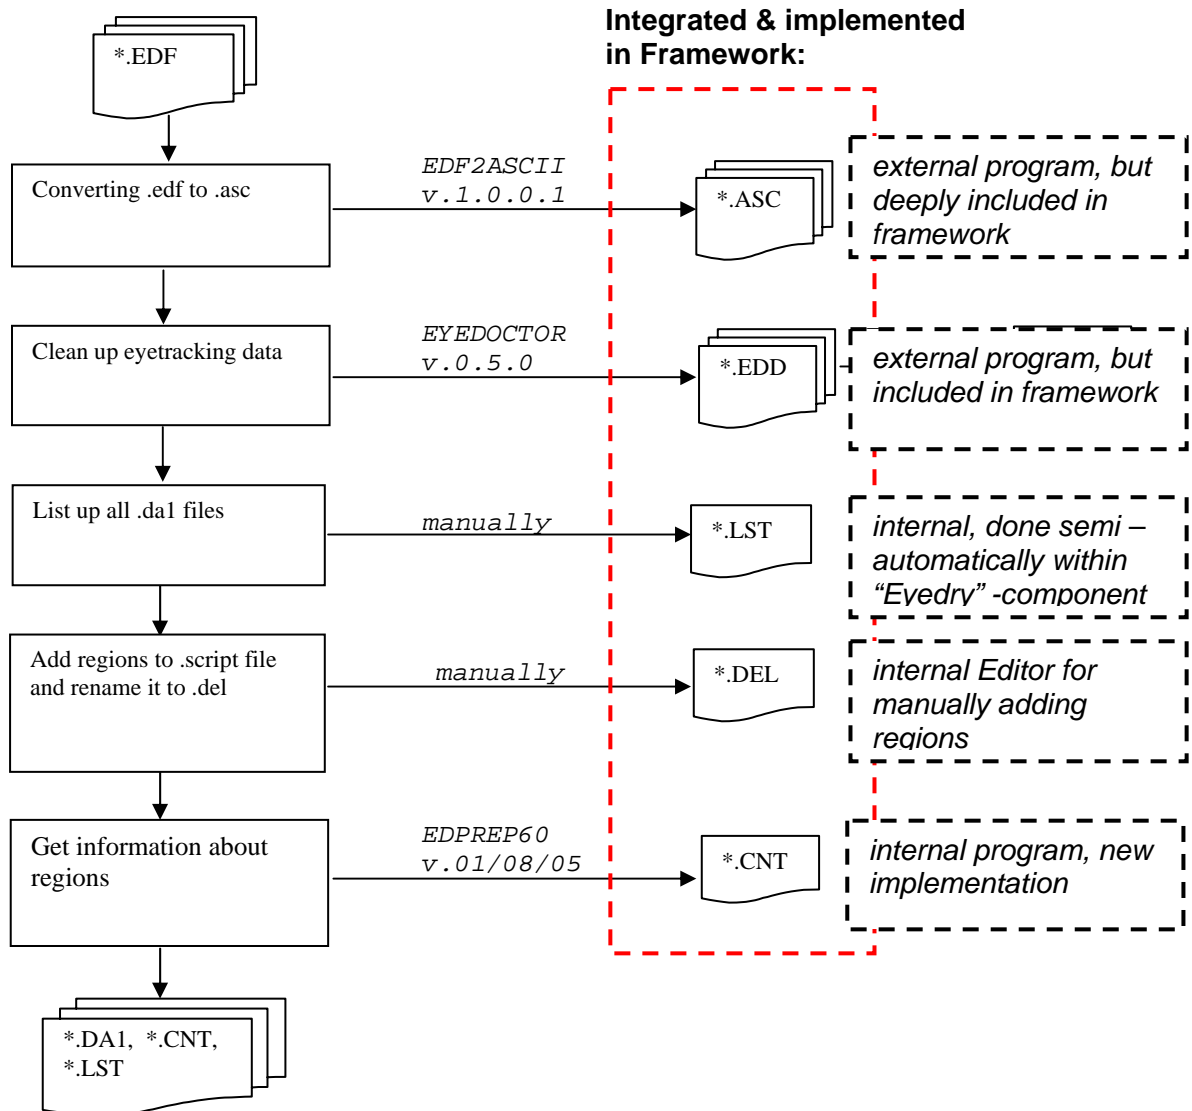 Integrated & implemented
in Framework:
*.EDF
Converting .edf to .asc
EDF2ASCII
v.1.0.0.1
*.ASC
external program, but
deeply included in
framework
Clean up eyetracking data
EYEDOCTOR
v.0.5.0
*.EDD
external program, but
included in framework
List up all .da1 files
manually
*.LST
internal, done semi –
automatically within
“Eyedry” -component
Add regions to .script file
and rename it to .del
manually
*.DEL
internal Editor for
manually adding
regions
Get information about
regions
EDPREP60
v.01/08/05
*.CNT
internal program, new
implementation
*.DA1, *.CNT,
*.LST